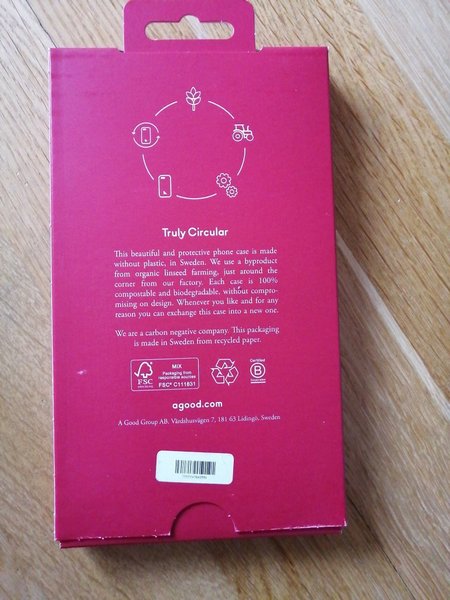 Truly Circular
This beautiful and protective phone case is made
without plastic, in Sweden. We use a byproduct
from organic linseed farming, just around the
corner from our factory. Each case is 100%
compostable and biodegradable, without compro-
mising on design. Whenever you like and for any
reason you can exchange this case into a new one.
We are a carbon negative company. This packaging
is made in Sweden from recycled paper.
FSC
MIX
Packaging from
responsible sources
FSC® C111631
Certified
B
Corporation
agood.com
A Good Group AB. Värdshusvägen 7, 181 63 Lidingö, Sweden